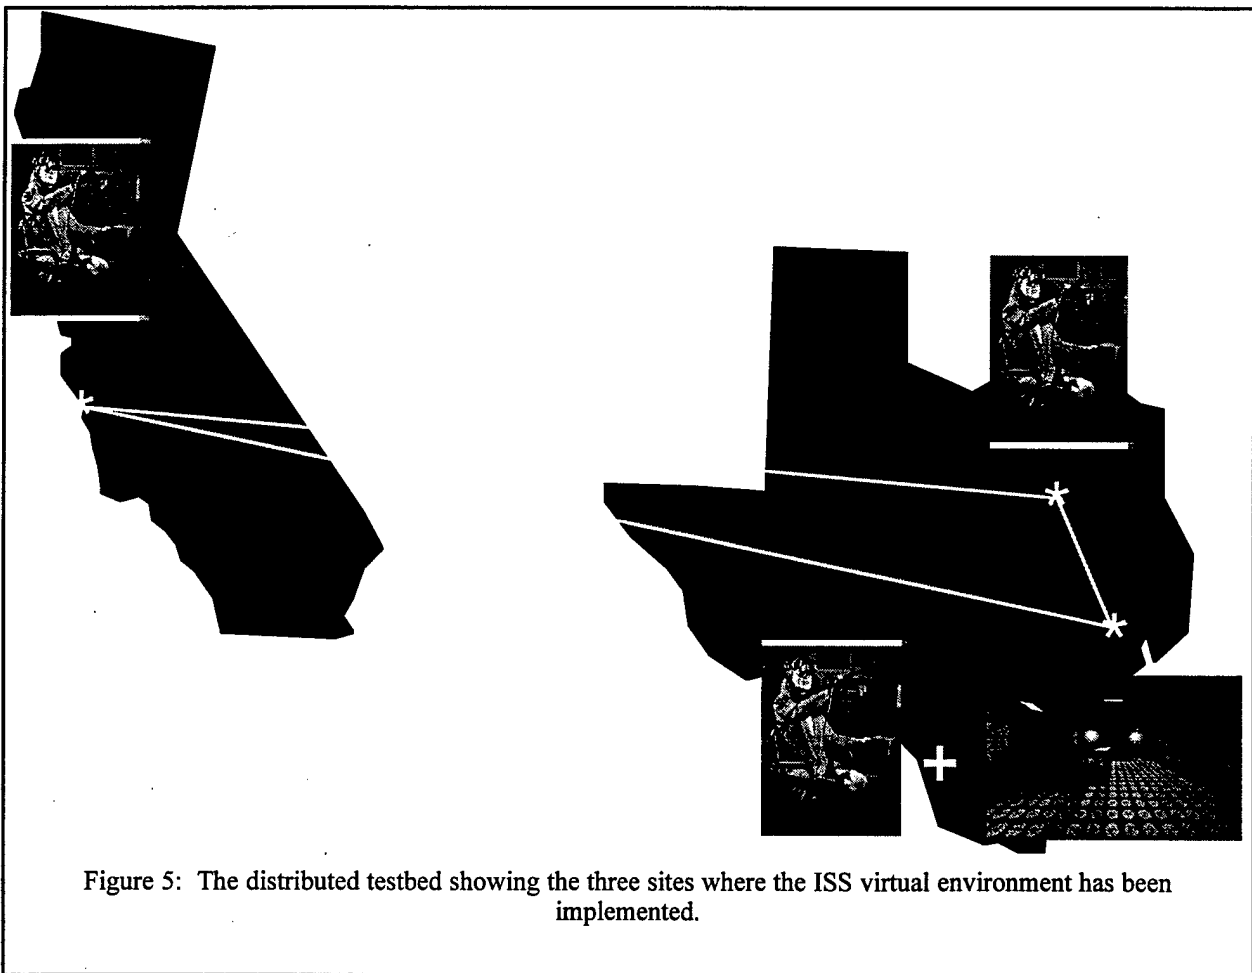 +
Figure 5: The distributed testbed showing the three sites where the ISS virtual environment has been
implemented.